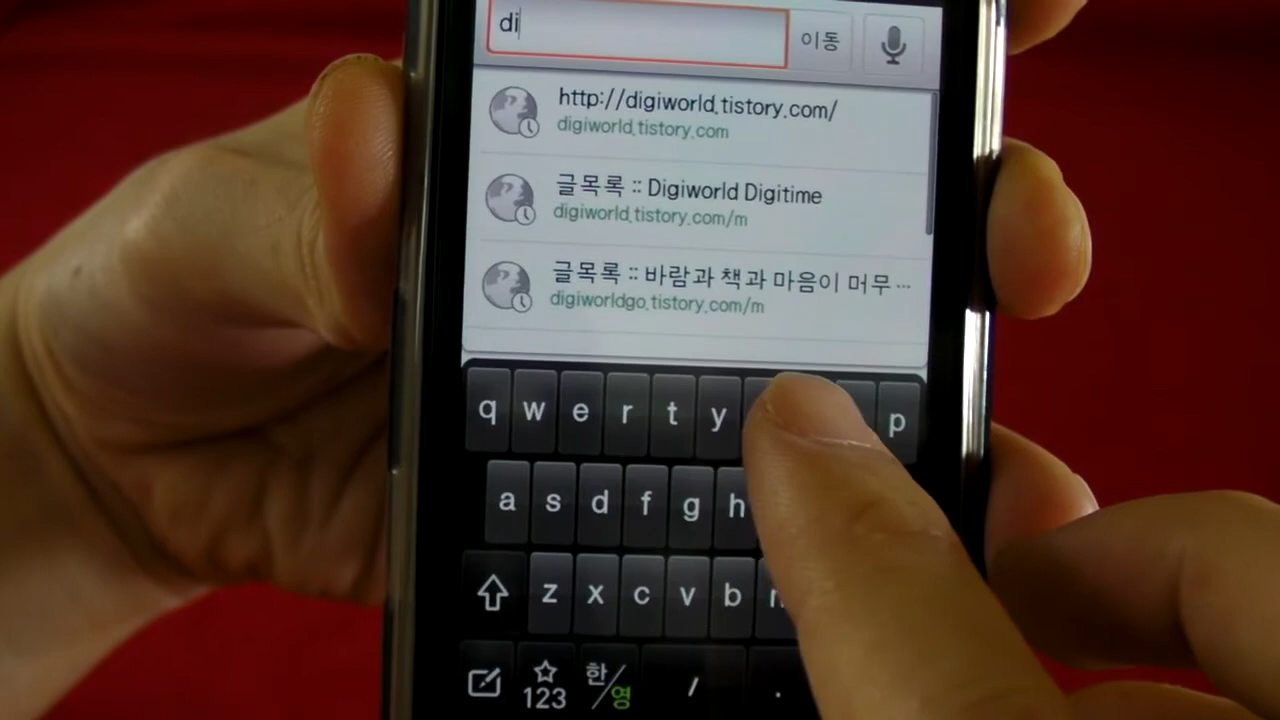 di
이동
http://digiworld.tistory.com/
digiworld.tistory.com
글목록 :: Digiworld Digitime
digiworld.tistory.com/m
글목록 :: 바람과 책과 마음이 머무…
digiworldgo.tistory.com/m
q w e r t y p
a s d f g h
z x c v b
123 한/영 / .